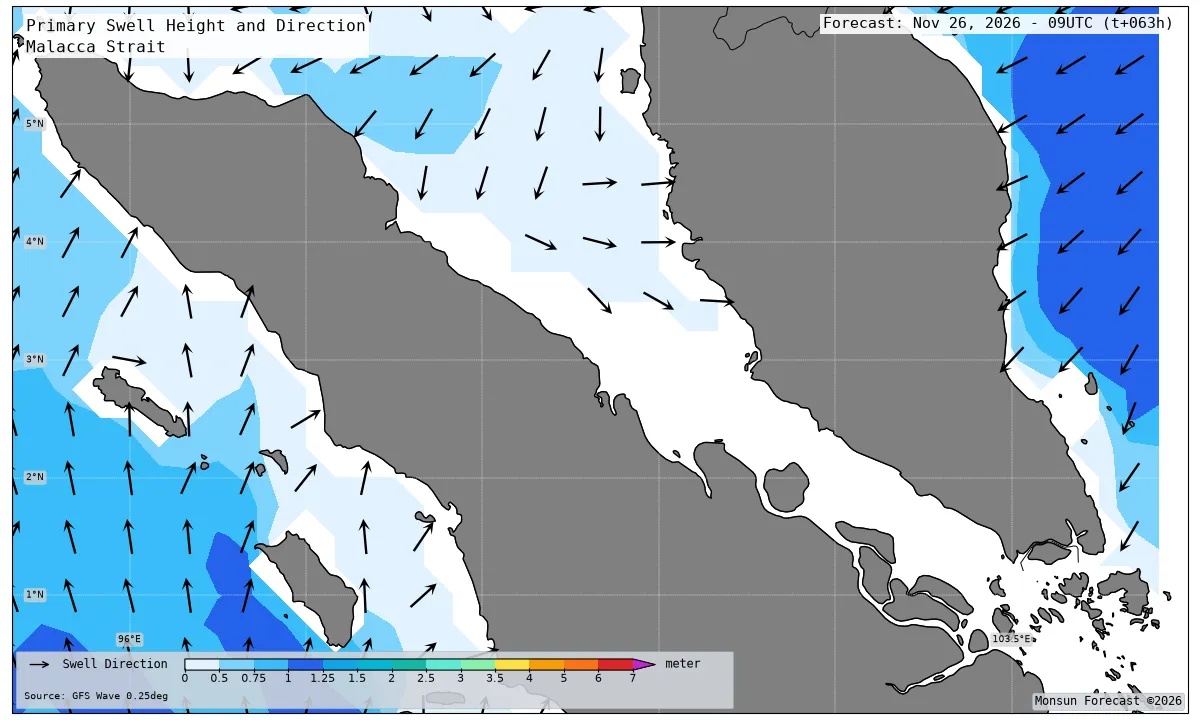 Primary Swell Height and Direction
Malacca Strait
Forecast: Nov 26, 2026 - 09UTC (t+063h)
5°N
4°N
3°N
2°N
1°N
96°E
103.5°E
Swell Direction
0 0.5 0.75 1 1.25 1.5 2 2.5 3 3.5 4 5 6 7
meter
Source: GFS Wave 0.25deg
Monsun Forecast ©2026